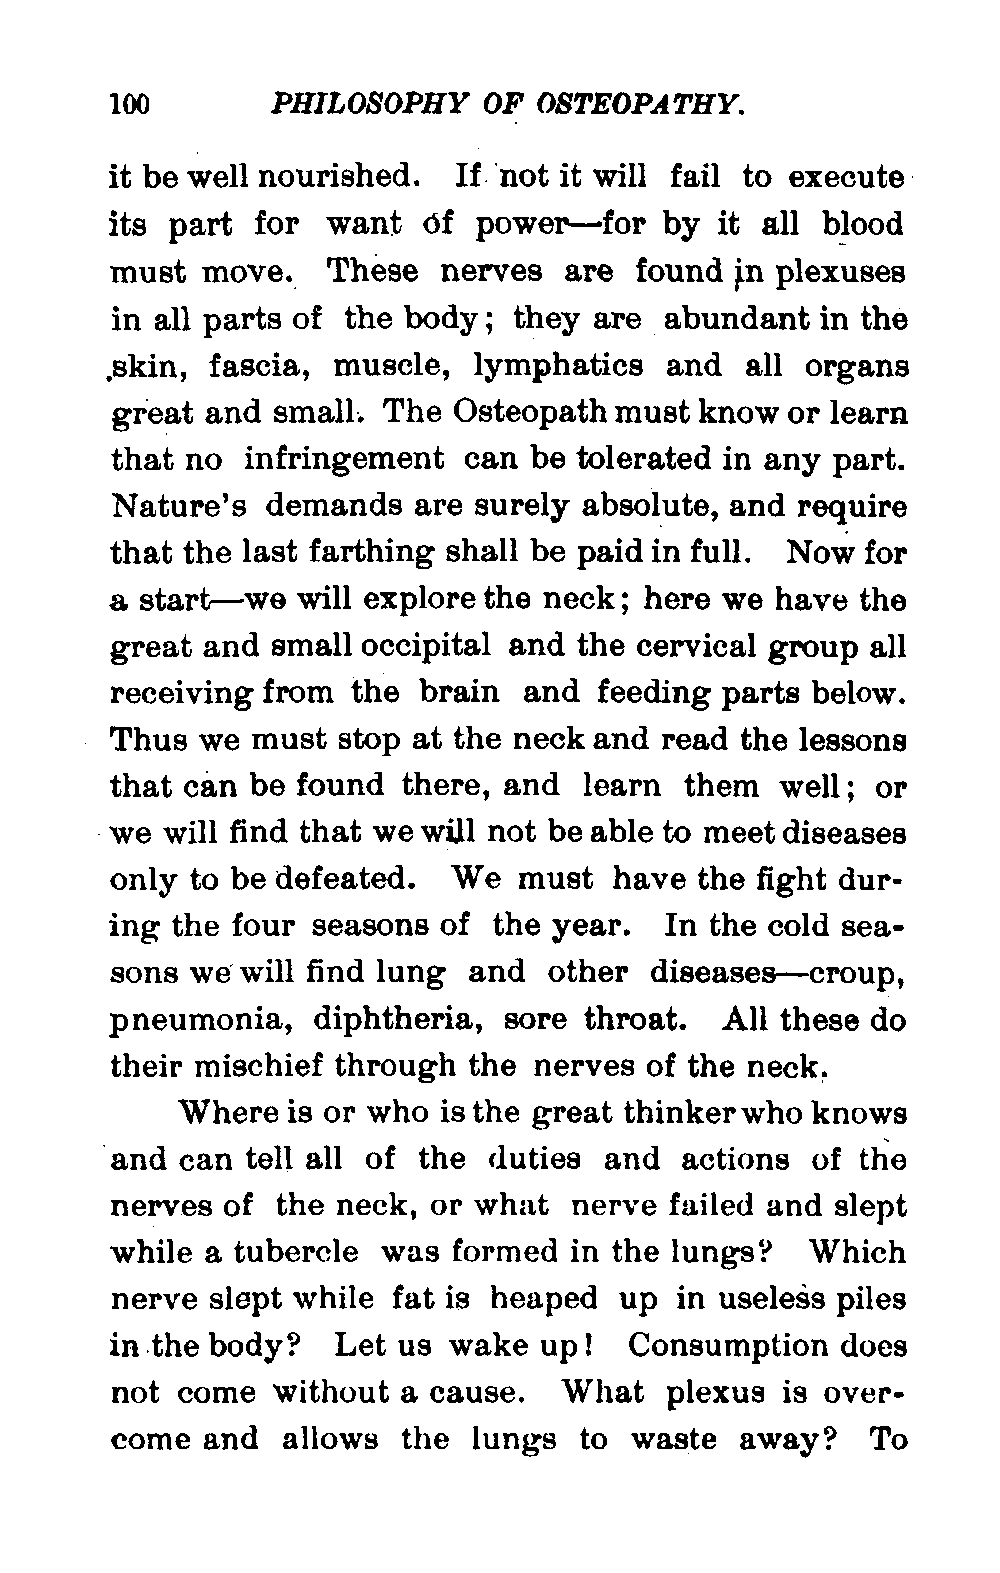 100 PHILOSOPHY OF OSTEOPATHY.
it be well nourished. If not it will fail to execute
its part for want of power—for by it all blood
must move. These nerves are found in plexuses
in all parts of the body; they are abundant in the
skin, fascia, muscle, lymphatics and all organs
great and small. The Osteopath must know or learn
that no infringement can be tolerated in any part.
Nature's demands are surely absolute, and require
that the last farthing shall be paid in full. Now for
a start—we will explore the neck; here we have the
great and small occipital and the cervical group all
receiving from the brain and feeding parts below.
Thus we must stop at the neck and read the lessons
that can be found there, and learn them well; or
we will find that we will not be able to meet diseases
only to be defeated. We must have the fight dur-
ing the four seasons of the year. In the cold sea-
sons we will find lung and other diseases—croup,
pneumonia, diphtheria, sore throat. All these do
their mischief through the nerves of the neck.
Where is or who is the great thinker who knows
and can tell all of the duties and actions of the
nerves of the neck, or what nerve failed and slept
while a tubercle was formed in the lungs? Which
nerve slept while fat is heaped up in useless piles
in the body? Let us wake up! Consumption does
not come without a cause. What plexus is over-
come and allows the lungs to waste away? To